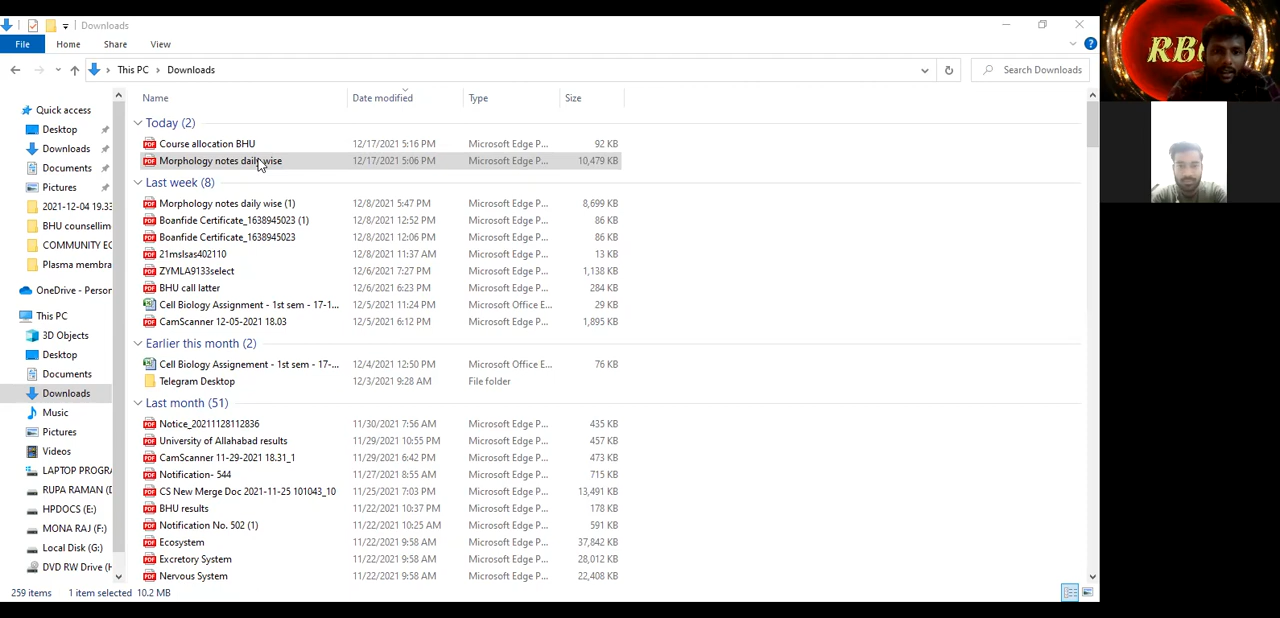 Downloads
File Home Share View
This PC > Downloads Search Downloads
Name Date modified Type Size
Quick access
Desktop
Downloads
Documents
Pictures
2021-12-04 19.33
BHU counsellim
COMMUNITY EC
Plasma membra
OneDrive - Person
This PC
3D Objects
Desktop
Documents
Downloads
Music
Pictures
Videos
LAPTOP PROGRA
RUPA RAMAN (D
HPDOCS (E:)
MONA RAJ (F:)
Local Disk (G:)
DVD RW Drive (H
Today (2)
Course allocation BHU 12/17/2021 5:16 PM Microsoft Edge P... 92 KB
Morphology notes daily wise 12/17/2021 5:06 PM Microsoft Edge P... 10,479 KB
Last week (8)
Morphology notes daily wise (1) 12/8/2021 5:47 PM Microsoft Edge P... 8,699 KB
Boanfide Certificate_1638945023 (1) 12/8/2021 12:52 PM Microsoft Edge P... 86 KB
Boanfide Certificate_1638945023 12/8/2021 12:06 PM Microsoft Edge P... 86 KB
21mslsas402110 12/8/2021 11:37 AM Microsoft Edge P... 13 KB
ZYMLA9133select 12/6/2021 7:27 PM Microsoft Edge P... 1,138 KB
BHU call latter 12/6/2021 6:23 PM Microsoft Edge P... 284 KB
Cell Biology Assignment - 1st sem - 17-1... 12/5/2021 11:24 PM Microsoft Office E... 29 KB
CamScanner 12-05-2021 18.03 12/5/2021 6:12 PM Microsoft Edge P... 1,895 KB
Earlier this month (2)
Cell Biology Assignement - 1st sem - 17-... 12/4/2021 12:50 PM Microsoft Office E... 76 KB
Telegram Desktop 12/3/2021 9:28 AM File folder
Last month (51)
Notice_20211128112836 11/30/2021 7:56 AM Microsoft Edge P... 435 KB
University of Allahabad results 11/29/2021 10:55 PM Microsoft Edge P... 457 KB
CamScanner 11-29-2021 18.31_1 11/29/2021 6:42 PM Microsoft Edge P... 473 KB
Notification- 544 11/27/2021 8:55 AM Microsoft Edge P... 715 KB
CS New Merge Doc 2021-11-25 101043_10 11/25/2021 7:03 PM Microsoft Edge P... 13,491 KB
BHU results 11/22/2021 10:37 PM Microsoft Edge P... 178 KB
Notification No. 502 (1) 11/22/2021 10:25 AM Microsoft Edge P... 591 KB
Ecosystem 11/22/2021 9:58 AM Microsoft Edge P... 37,842 KB
Excretory System 11/22/2021 9:58 AM Microsoft Edge P... 28,012 KB
Nervous System 11/22/2021 9:58 AM Microsoft Edge P... 22,408 KB
259 items 1 item selected 10.2 MB